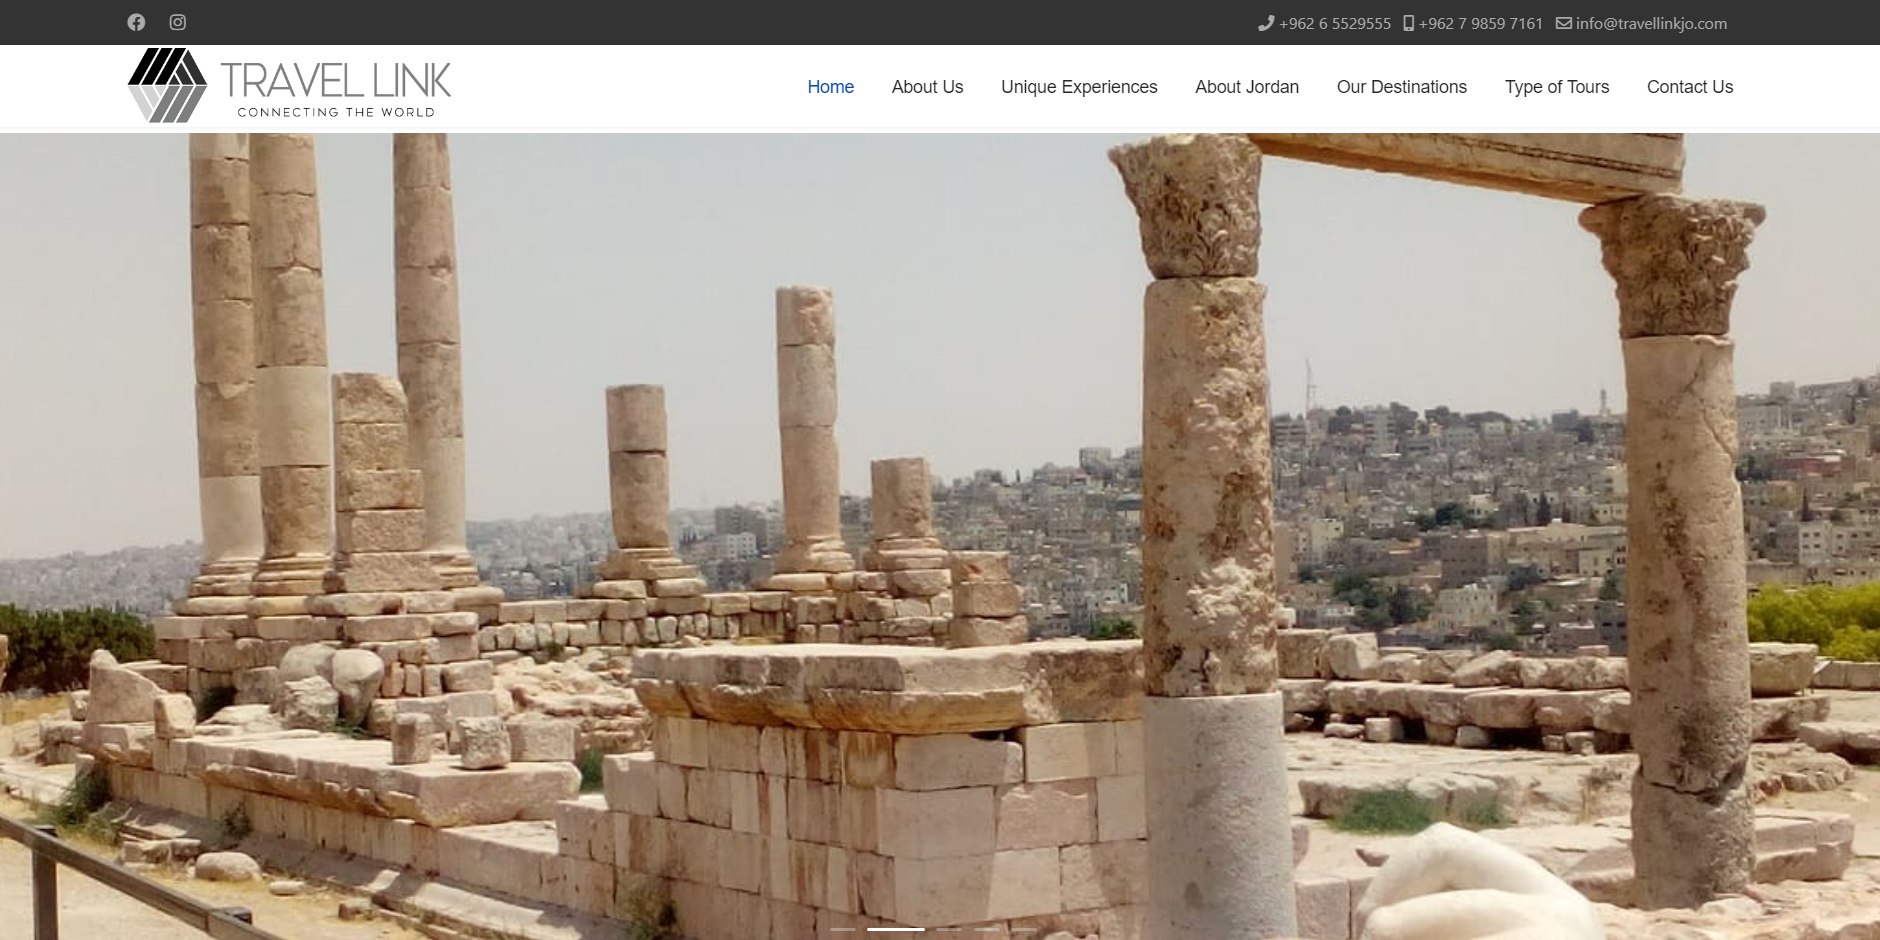 +962 6 5529555 +962 7 9859 7161 info@travellinkjo.com
TRAVEL LINK
CONNECTING THE WORLD
Home About Us Unique Experiences About Jordan Our Destinations Type of Tours Contact Us